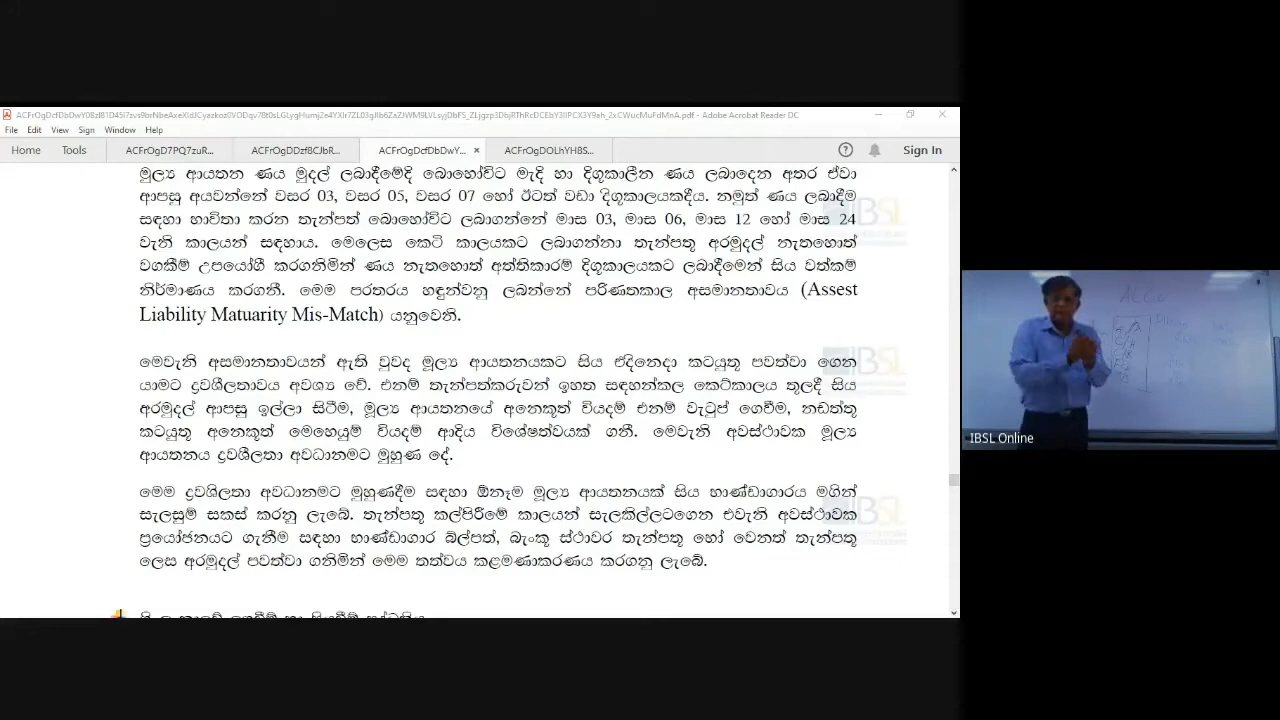 File Edit View Sign Window Help
Home Tools ACFrOgD7PQ7zuR... ACFrOgDDzf8CJbR... ACFrOgDcfDbDwY... × ACFrOgDOLhYH8S... Sign In
මූල්‍ය ආයතන ණය මුදල් ලබාදීමේදි බොහෝවිට මැදි හා දිගුකාලීන ණය ලබාදෙන අතර ඒවා
ආපසු අයවන්නේ වසර 03, වසර 05, වසර 07 හෝ ඊටත් වඩා දිගුකාලයකදීය. නමුත් ණය ලබාදීම
සඳහා භාවිතා කරන තැන්පත් බොහෝවිට ලබාගන්නේ මාස 03, මාස 06, මාස 12 හෝ මාස 24
වැනි කාලයන් සඳහාය. මෙලෙස කෙටි කාලයකට ලබාගන්නා තැන්පතු අරමුදල් නැතහොත්
වගකීම් උපයෝගී කරගනිමින් ණය නැතහොත් අත්තිකාරම් දිගුකාලයකට ලබාදීමෙන් සිය වත්කම්
නිර්මාණය කරගනී. මෙම පරතරය හඳුන්වනු ලබන්නේ පරිණතකාල අසමානතාවය (Assest
Liability Matuarity Mis-Match) යනුවෙනි.
මෙවැනි අසමානතාවයන් ඇති වුවද මූල්‍ය ආයතනයකට සිය එදිනෙදා කටයුතු පවත්වා ගෙන
යාමට ද්‍රවශීලතාවය අවශ්‍ය වේ. එනම් තැන්පත්කරුවන් ඉහත සඳහන්කල කෙටිකාලය තුලදී සිය
අරමුදල් ආපසු ඉල්ලා සිටීම, මූල්‍ය ආයතනයේ අනෙකුත් වියදම් එනම් වැටුප් ගෙවීම, නඩත්තු
කටයුතු අනෙකුත් මෙහෙයුම් වියදම් ආදිය විශේෂත්වයක් ගනී. මෙවැනි අවස්ථාවක මූල්‍ය
ආයතනය ද්‍රවශීලතා අවධානමට මුහුණ දේ.
මෙම ද්‍රවශිලතා අවධානමට මුහුණදීම සඳහා ඕනෑම මූල්‍ය ආයතනයක් සිය භාණ්ඩාගාරය මගින්
සැලසුම් සකස් කරනු ලැබේ. තැන්පතු කල්පිරීමේ කාලයන් සැලකිල්ලටගෙන එවැනි අවස්ථාවක
ප්‍රයෝජනයට ගැනීම සඳහා භාණ්ඩාගාර බිල්පත්, බැංකු ස්ථාවර තැන්පතු හෝ වෙනත් තැන්පතු
ලෙස අරමුදල් පවත්වා ගනිමින් මෙම තත්වය කළමණාකරණය කරගනු ලැබේ.
IBSL
IBSL
IBSL
ALCO
IBSL Online